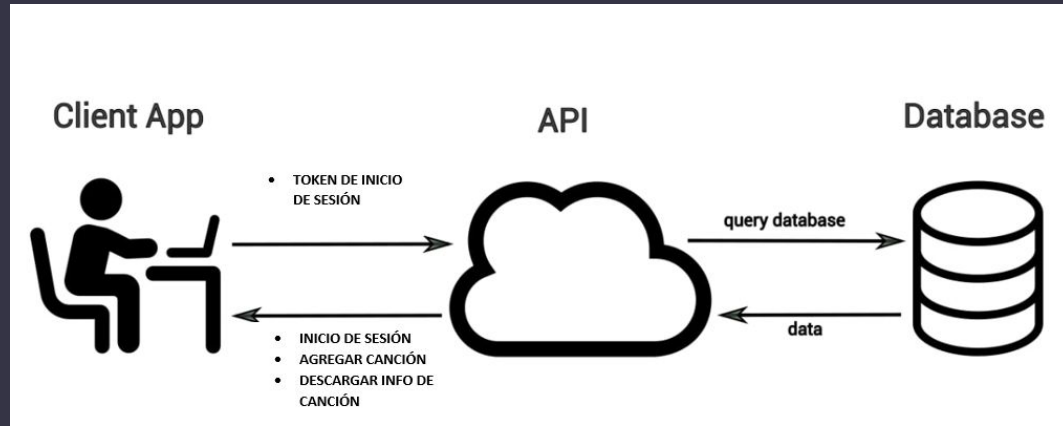 Client App
API
Database
TOKEN DE INICIO
DE SESIÓN
query database
data
INICIO DE SESIÓN
AGREGAR CANCIÓN
DESCARGAR INFO DE
CANCIÓN